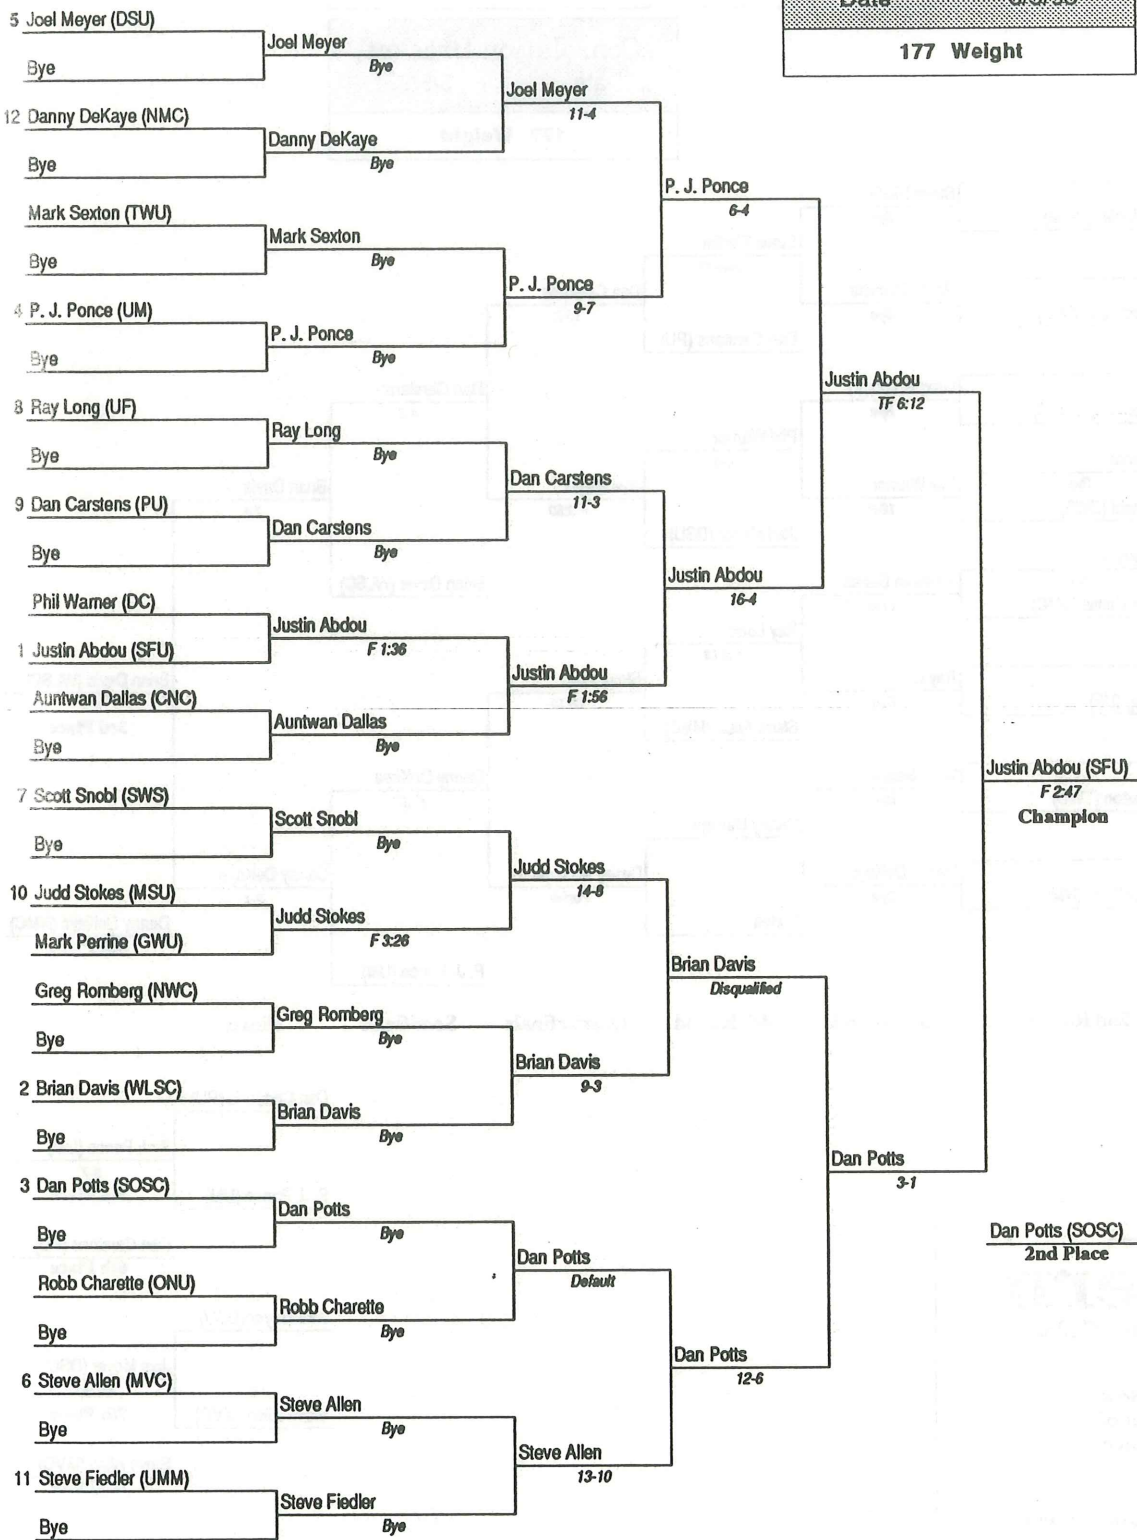 Date
177 Weight
5 Joel Meyer (DSU)
Bye
12 Danny DeKaye (NMC)
Bye
Mark Sexton (TWU)
Bye
4 P. J. Ponce (UM)
Bye
8 Ray Long (UF)
Bye
9 Dan Carstens (PU)
Bye
Phil Warner (DC)
1 Justin Abdou (SFU)
Auntwan Dallas (CNC)
Bye
7 Scott Snobl (SWS)
Bye
10 Judd Stokes (MSU)
Mark Perrine (GWU)
Greg Romberg (NWC)
Bye
2 Brian Davis (WLSC)
Bye
3 Dan Potts (SOSC)
Bye
Robb Charette (ONU)
Bye
6 Steve Allen (MVC)
Bye
11 Steve Fiedler (UMM)
Bye
Joel Meyer
Bye
Danny DeKaye
Bye
Mark Sexton
Bye
P. J. Ponce
Bye
Ray Long
Bye
Dan Carstens
Bye
Justin Abdou
F 1:36
Auntwan Dallas
Bye
Scott Snobl
Bye
Judd Stokes
F 3:26
Greg Romberg
Bye
Brian Davis
Bye
Dan Potts
Bye
Robb Charette
Bye
Steve Allen
Bye
Steve Fiedler
Bye
Joel Meyer
11-4
P. J. Ponce
9-7
Dan Carstens
11-3
Justin Abdou
F 1:56
Judd Stokes
14-8
Brian Davis
9-3
Dan Potts
Default
Steve Allen
13-10
P. J. Ponce
6-4
Justin Abdou
16-4
Brian Davis
Disqualified
Dan Potts
12-6
Justin Abdou
TF 6:12
Dan Potts
3-1
Justin Abdou (SFU)
F 2:47
Champion
Dan Potts (SOSC)
2nd Place